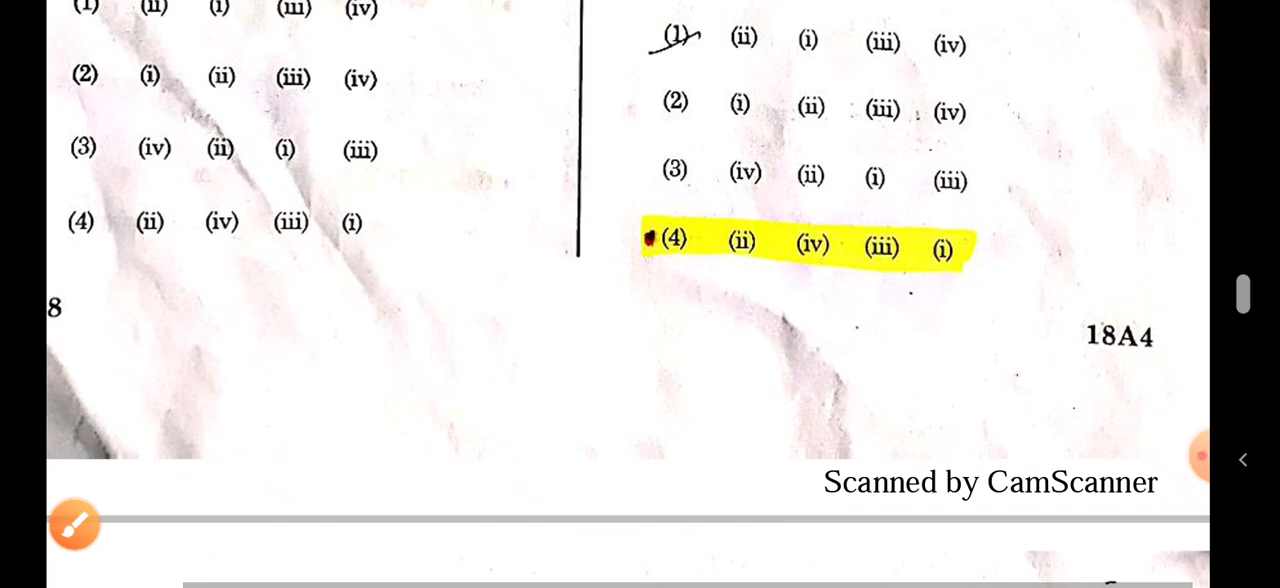 (1) (ii) (i) (iii) (iv)
(2) (i) (ii) (iii) (iv)
(3) (iv) (ii) (i) (iii)
(4) (ii) (iv) (iii) (i)
8
(1) (ii) (i) (iii) (iv)
(2) (i) (ii) (iii) (iv)
(3) (iv) (ii) (i) (iii)
(4) (ii) (iv) (iii) (i)
18A4
Scanned by CamScanner